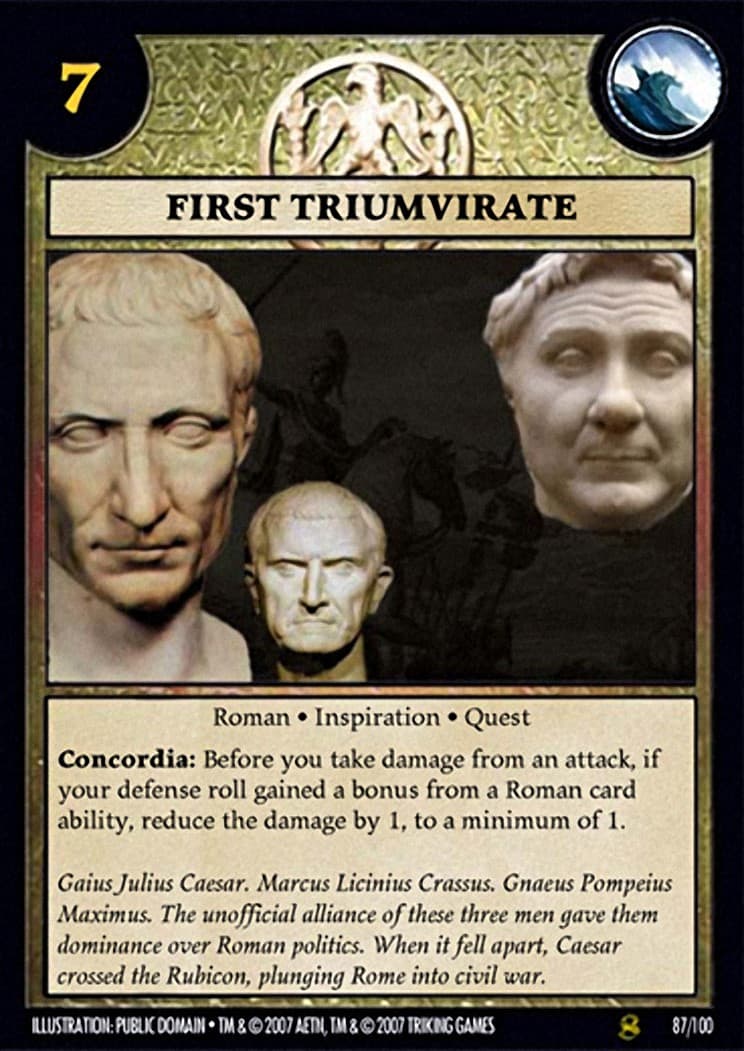 7
FIRST TRIUMVIRATE
Roman • Inspiration • Quest
Concordia: Before you take damage from an attack, if
your defense roll gained a bonus from a Roman card
ability, reduce the damage by 1, to a minimum of 1.
Gaius Julius Caesar. Marcus Licinius Crassus. Gnaeus Pompeius
Maximus. The unofficial alliance of these three men gave them
dominance over Roman politics. When it fell apart, Caesar
crossed the Rubicon, plunging Rome into civil war.
ILLUSTRATION: PUBLIC DOMAIN • TM & © 2007 AETN, TM & © 2007 TRIKING GAMES
87/100